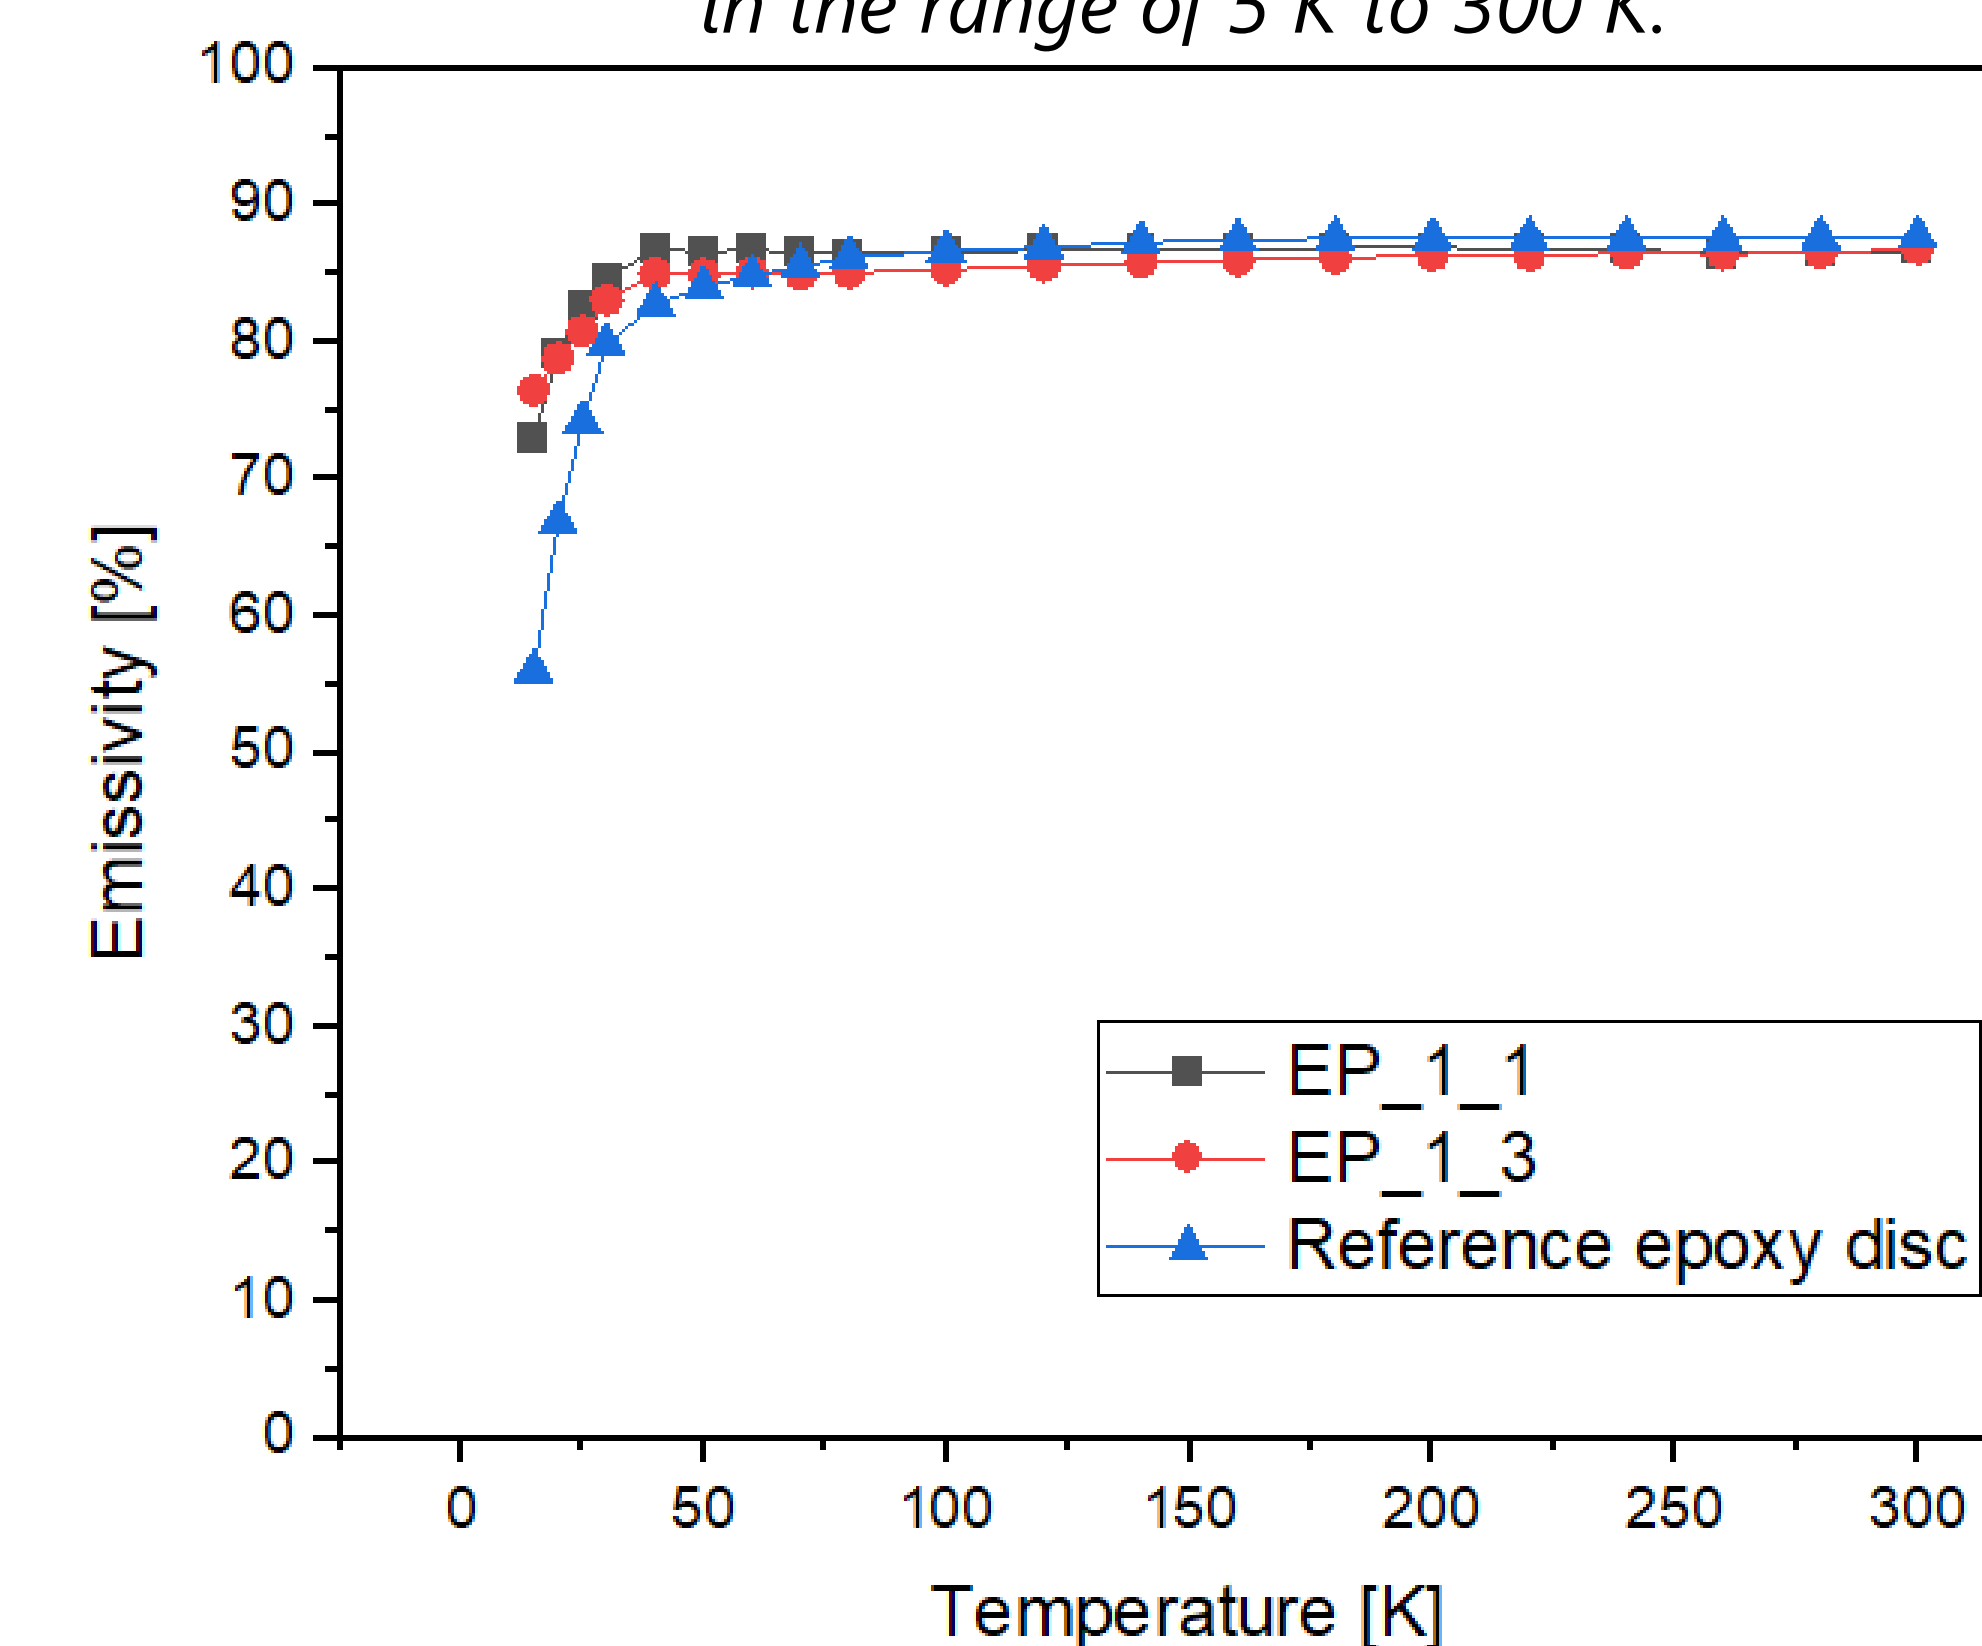 in the range of 5 K to 300 K.
100
90
80
70
60
50
40
30
20
10
0
Emissivity [%]
EP_1_1
EP_1_3
Reference epoxy disc
0 50 100 150 200 250 300
Temperature [K]